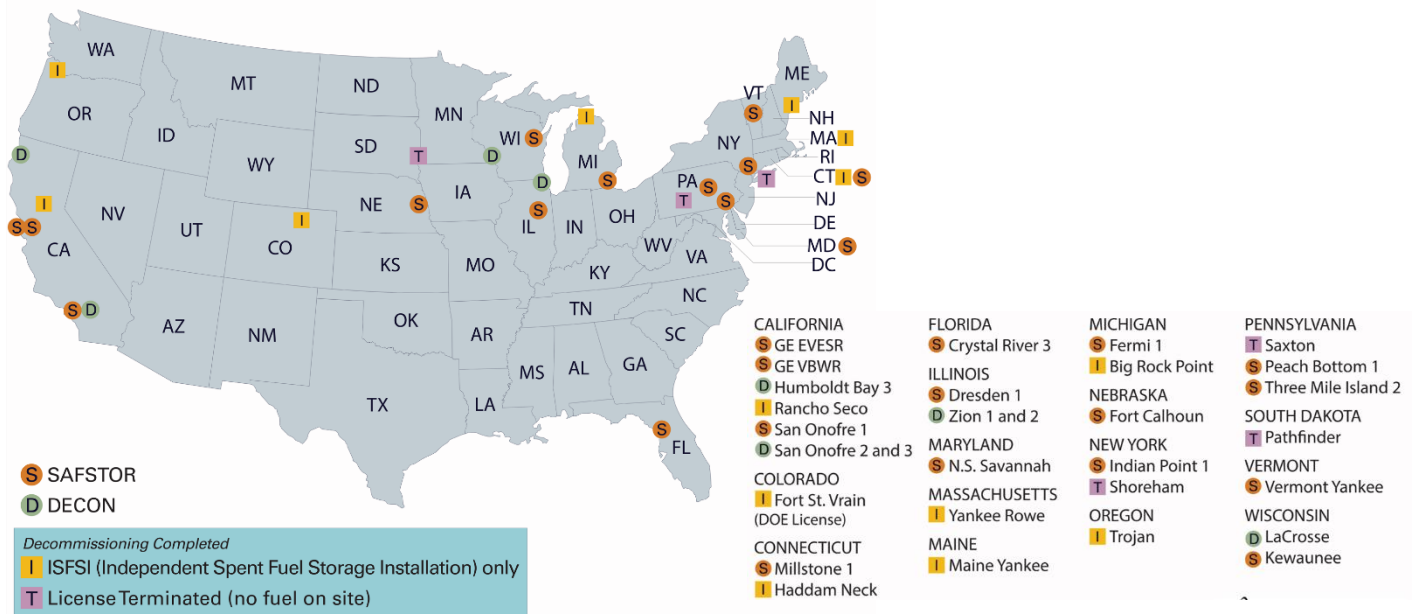 WA
I
MT
ND
OR
ID
MN
WI S
I
ME
VT
S
I
NH
MA I
RI
CT I S
NJ
DE
MD S
DC
D
SD
T
D
MI
S
NY
S
T
WY
IA
D
PA S
T
S
NE S
I
NV
UT
CO I
IL S
IN
OH
WV
VA
S S
CA
KS
MO
KY
NC
S D
AZ
NM
OK
AR
TN
SC
MS
AL
GA
TX
LA
S
FL
S SAFSTOR
D DECON
Decommissioning Completed
I ISFSI (Independent Spent Fuel Storage Installation) only
T License Terminated (no fuel on site)
CALIFORNIA
S GE EVESR
S GE VBWR
D Humboldt Bay 3
I Rancho Seco
S San Onofre 1
D San Onofre 2 and 3
COLORADO
I Fort St. Vrain
(DOE License)
CONNECTICUT
S Millstone 1
I Haddam Neck
FLORIDA
S Crystal River 3
ILLINOIS
S Dresden 1
D Zion 1 and 2
MARYLAND
S N.S. Savannah
MASSACHUSETTS
I Yankee Rowe
MAINE
I Maine Yankee
MICHIGAN
S Fermi 1
I Big Rock Point
NEBRASKA
S Fort Calhoun
NEW YORK
S Indian Point 1
T Shoreham
OREGON
I Trojan
PENNSYLVANIA
T Saxton
S Peach Bottom 1
S Three Mile Island 2
SOUTH DAKOTA
T Pathfinder
VERMONT
S Vermont Yankee
WISCONSIN
D LaCrosse
S Kewaunee